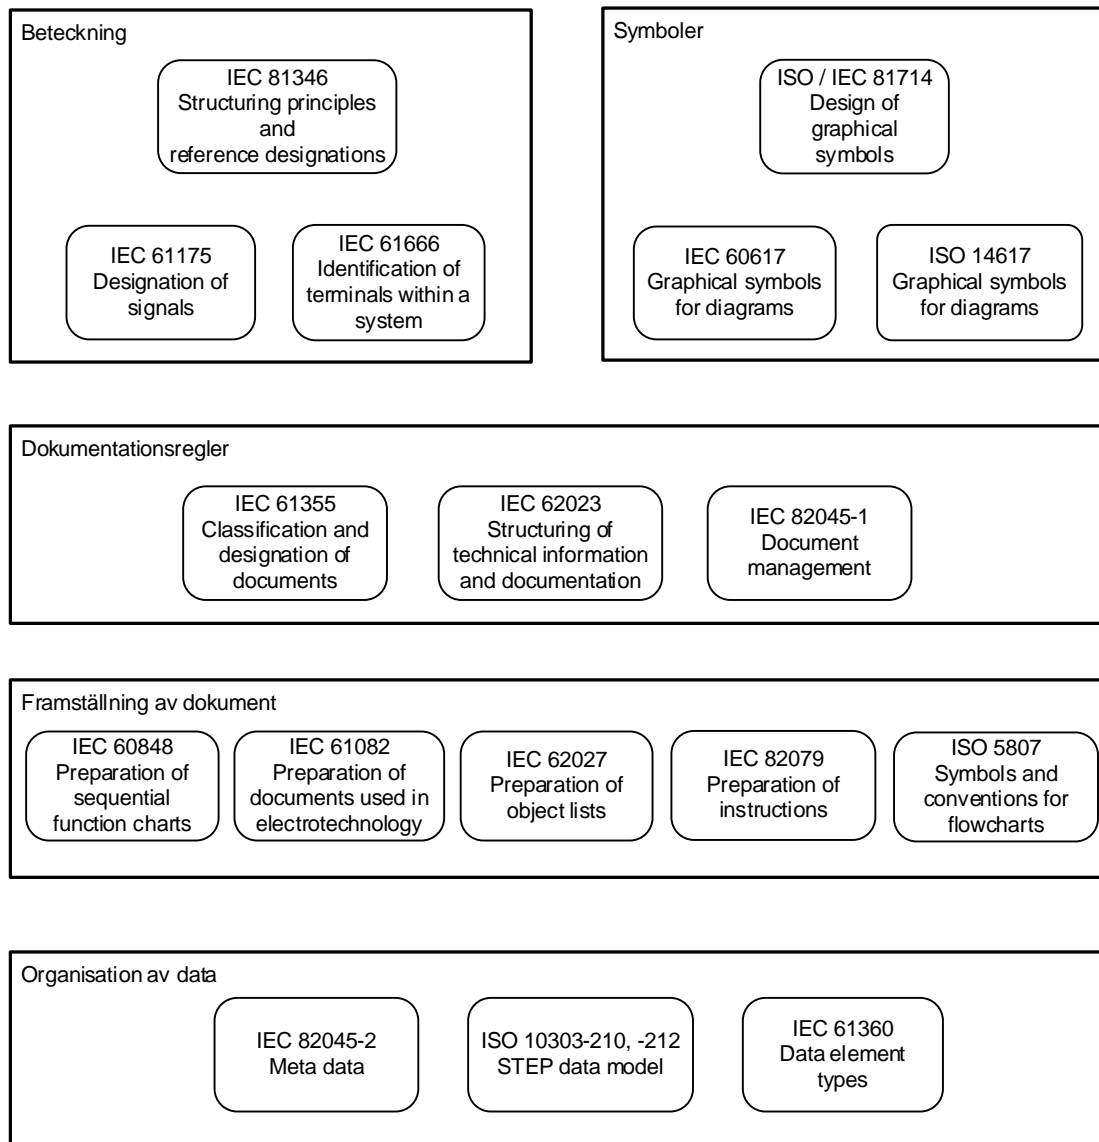 Beteckning
IEC 81346
Structuring principles
and
reference designations
IEC 61175
Designation of
signals
IEC 61666
Identification of
terminals within a
system
Symboler
ISO / IEC 81714
Design of
graphical
symbols
IEC 60617
Graphical symbols
for diagrams
ISO 14617
Graphical symbols
for diagrams
Dokumentationsregler
IEC 61355
Classification and
designation of
documents
IEC 62023
Structuring of
technical information
and documentation
IEC 82045-1
Document
management
Framställning av dokument
IEC 60848
Preparation of
sequential
function charts
IEC 61082
Preparation of
documents used in
electrotechnology
IEC 62027
Preparation of
object lists
IEC 82079
Preparation of
instructions
ISO 5807
Symbols and
conventions for
flowcharts
Organisation av data
IEC 82045-2
Meta data
ISO 10303-210, -212
STEP data model
IEC 61360
Data element
types